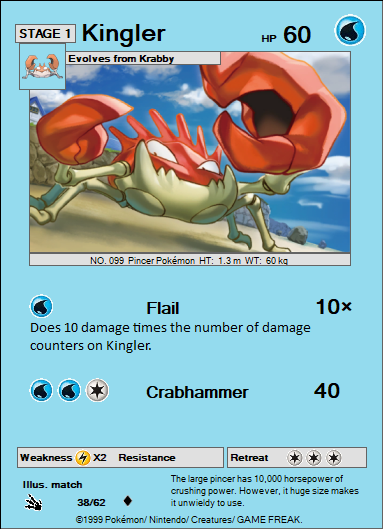 STAGE 1 Kingler HP 60
Evolves from Krabby
NO. 099 Pincer Pokémon HT: 1.3 m WT: 60 kg
Flail 10×
Does 10 damage times the number of damage
counters on Kingler.
Crabhammer 40
Weakness X2 Resistance Retreat
Illus. match
38/62
The large pincer has 10,000 horsepower of
crushing power. However, it huge size makes
it unwieldy to use.
©1999 Pokémon/ Nintendo/ Creatures/ GAME FREAK.